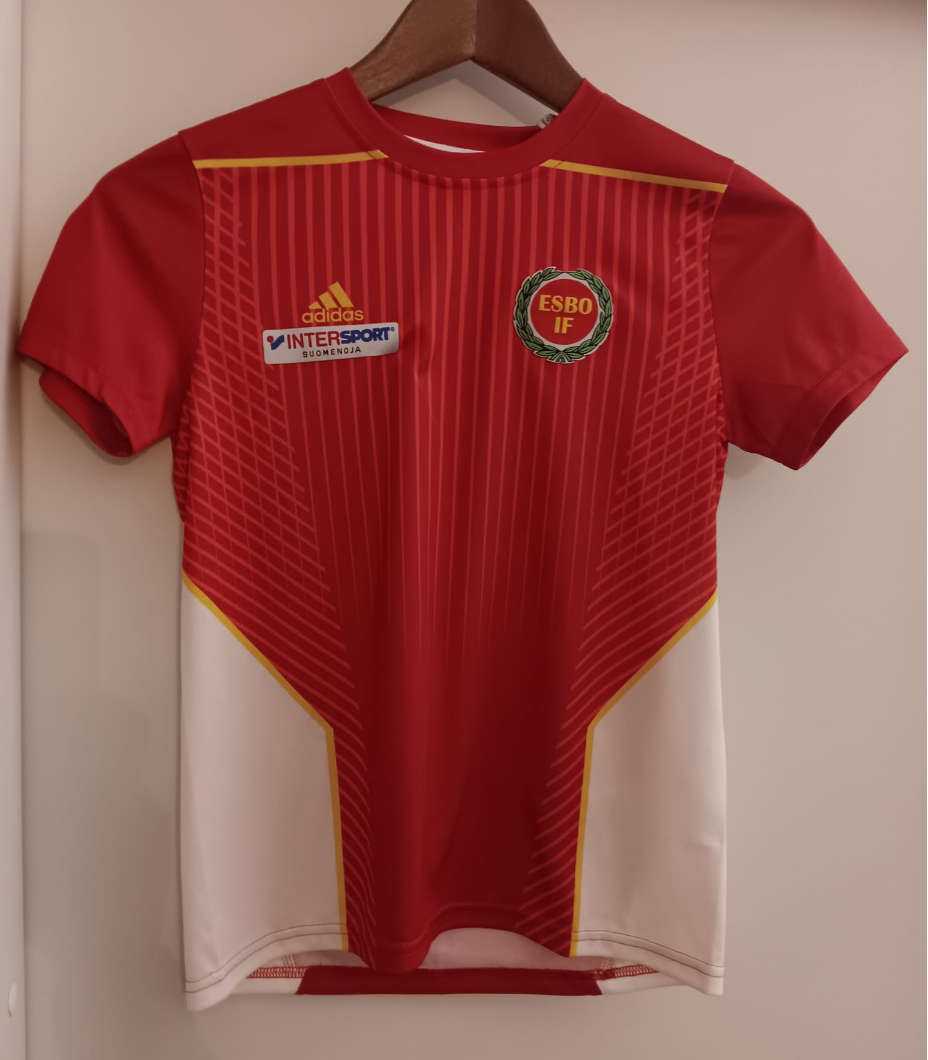 adidas
INTERSPORT
SUOMENOJA
ESBO
IF